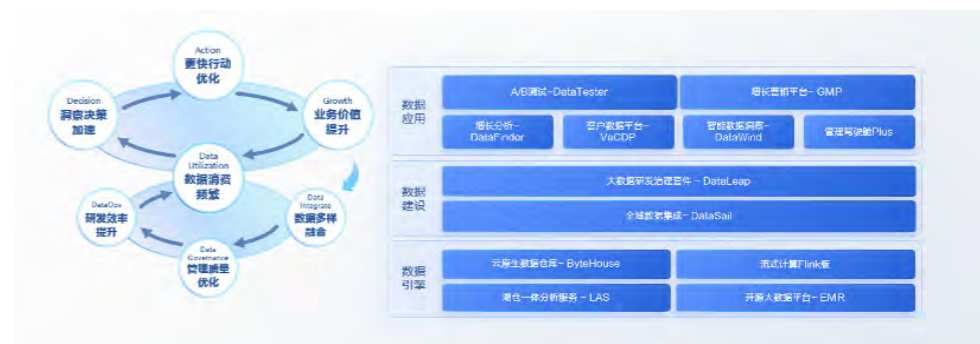 Action
更快行动
优化
Decision
洞察决策
加速
Growth
业务价值
提升
Data
Utilization
数据消费
频繁
DataDev
研发效率
提升
Data
Integrate
数据多样
融合
Data
Governance
管理质量
优化
数据
应用
A/B测试-DataTester
增长营销平台- GMP
增长分析-
DataFinder
客户数据平台-
VeCDP
智能数据洞察-
DataWind
管理驾驶舱Plus
数据
建设
大数据研发治理套件- DataLeap
全域数据集成- DataSail
数据
引擎
云原生数据仓库- ByteHouse
流式计算Flink版
湖仓一体分析服务 - LAS
开源大数据平台- EMR